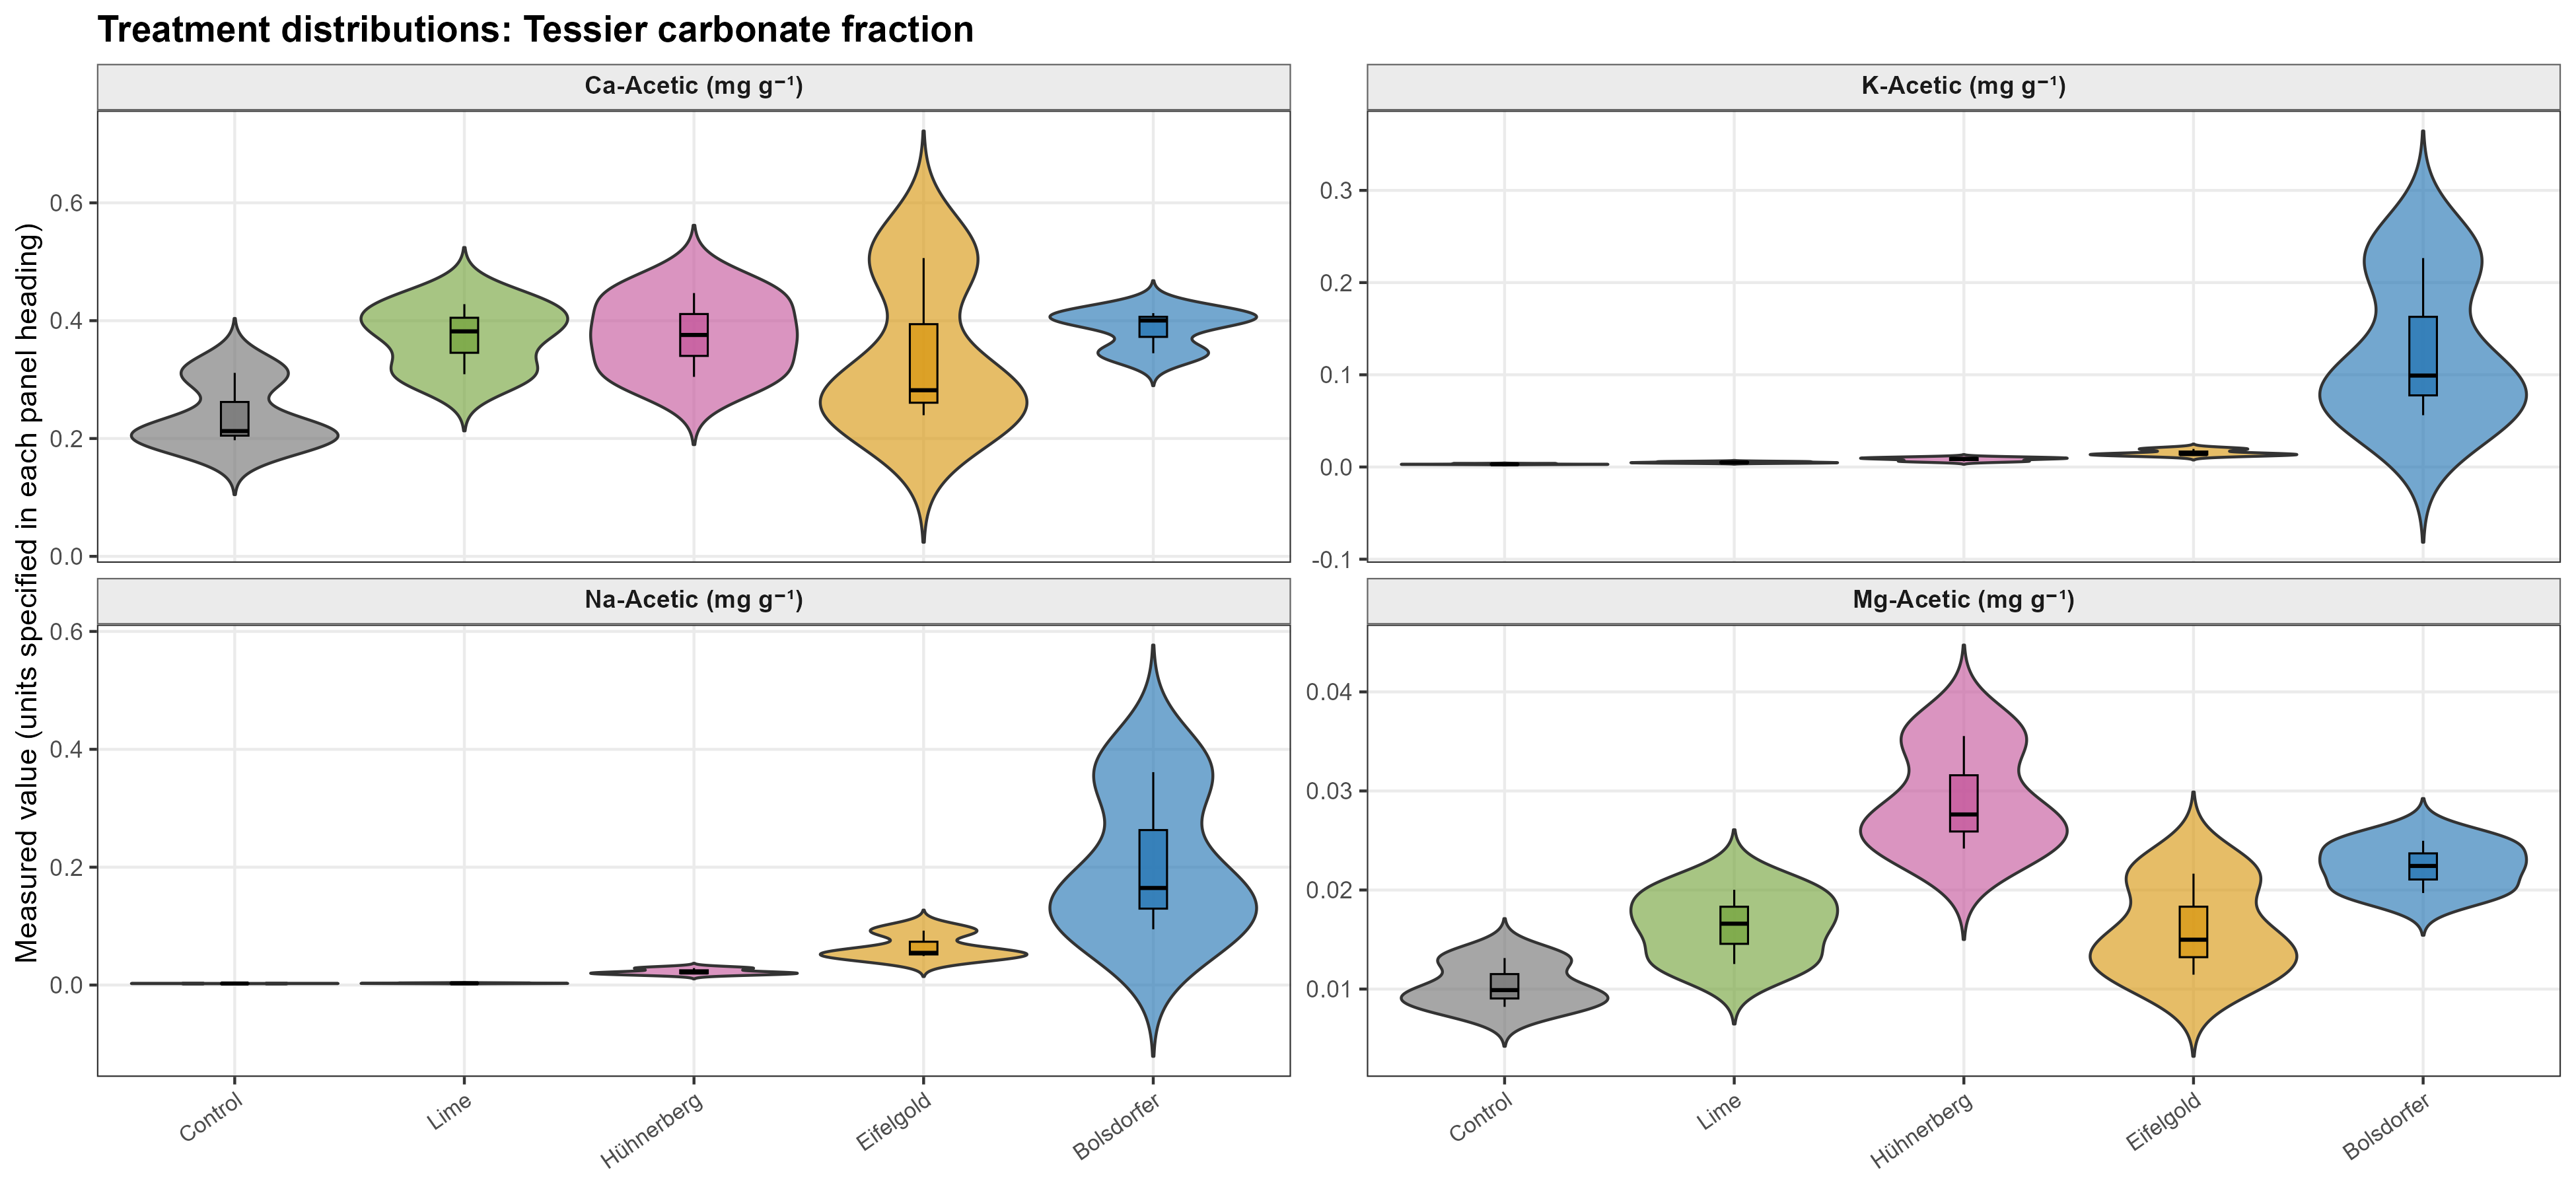 Treatment distributions: Tessier carbonate fraction
Measured value (units specified in each panel heading)
Ca-Acetic (mg g⁻¹)
0.6
0.4
0.2
0.0
K-Acetic (mg g⁻¹)
0.3
0.2
0.1
0.0
-0.1
Na-Acetic (mg g⁻¹)
0.6
0.4
0.2
0.0
Mg-Acetic (mg g⁻¹)
0.04
0.03
0.02
0.01
Control
Lime
Hühnerberg
Eifelgold
Bolsdorfer
Control
Lime
Hühnerberg
Eifelgold
Bolsdorfer